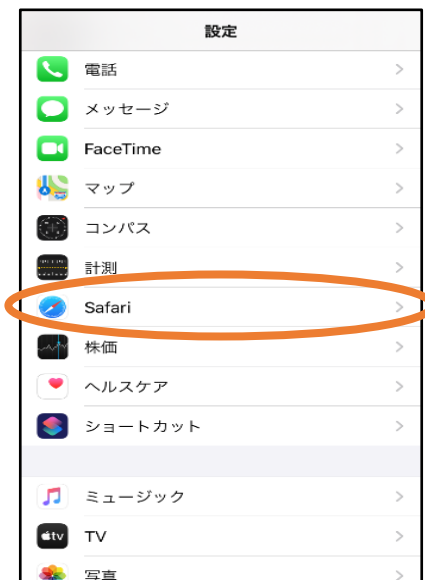 設定
電話
メッセージ
FaceTime
マップ
コンパス
計測
Safari
株価
ヘルスケア
ショートカット
ミュージック
tv TV
写真